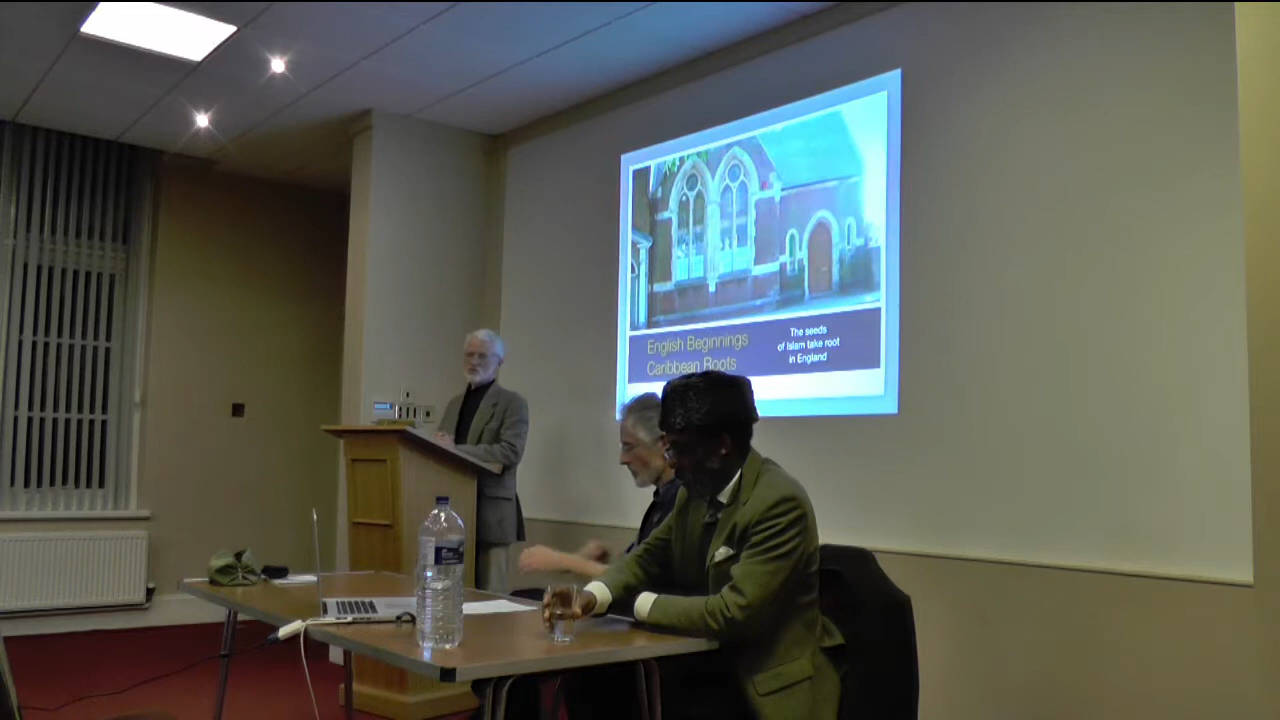 English Beginnings
Caribbean Roots
The seeds
of Islam take root
in England